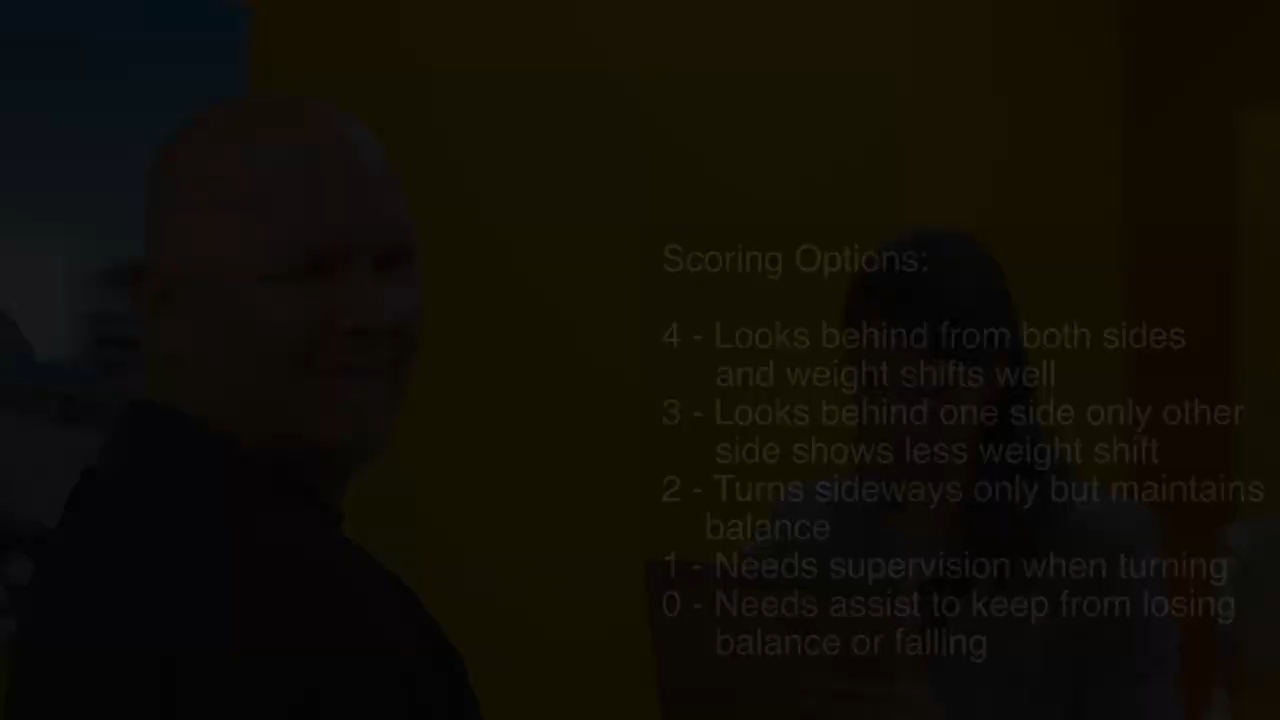 Scoring Options:
4 - Looks behind from both sides
and weight shifts well
3 - Looks behind one side only other
side shows less weight shift
2 - Turns sideways only but maintains
balance
1 - Needs supervision when turning
0 - Needs assist to keep from losing
balance or falling